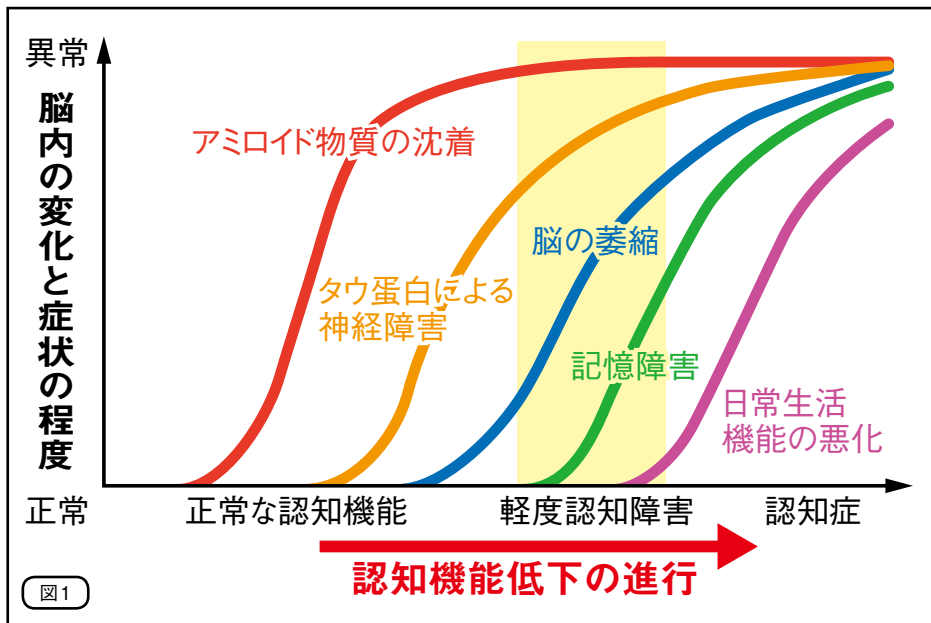 異常
脳内の変化と症状の程度
正常
アミロイド物質の沈着
タウ蛋白による
神経障害
脳の萎縮
記憶障害
日常生活
機能の悪化
正常な認知機能
軽度認知障害
認知症
認知機能低下の進行
図1